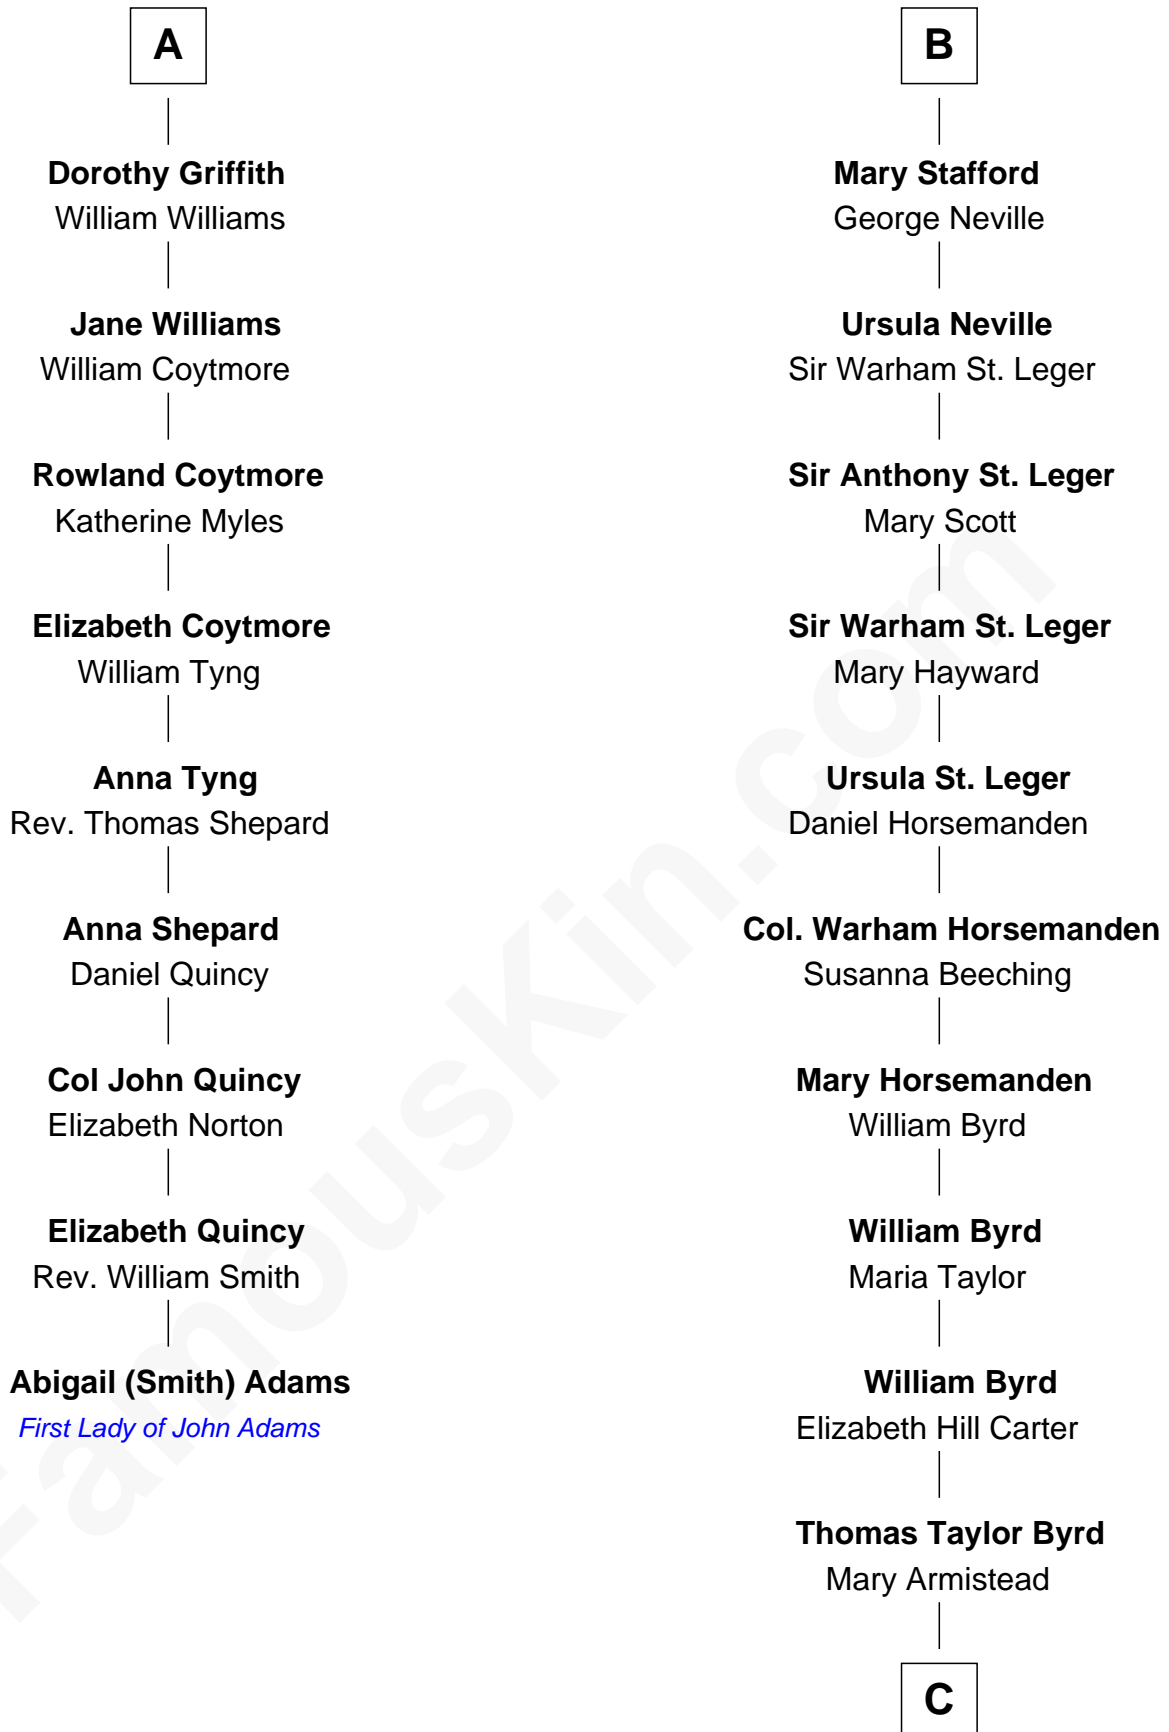 A
Dorothy Griffith
William Williams
Jane Williams
William Coytmore
Rowland Coytmore
Katherine Myles
Elizabeth Coytmore
William Tyng
Anna Tyng
Rev. Thomas Shepard
Anna Shepard
Daniel Quincy
Col John Quincy
Elizabeth Norton
Elizabeth Quincy
Rev. William Smith
Abigail (Smith) Adams
First Lady of John Adams
B
Mary Stafford
George Neville
Ursula Neville
Sir Warham St. Leger
Sir Anthony St. Leger
Mary Scott
Sir Warham St. Leger
Mary Hayward
Ursula St. Leger
Daniel Horsemanden
Col. Warham Horsemanden
Susanna Beeching
Mary Horsemanden
William Byrd
William Byrd
Maria Taylor
William Byrd
Elizabeth Hill Carter
Thomas Taylor Byrd
Mary Armistead
C
FamousKin.com